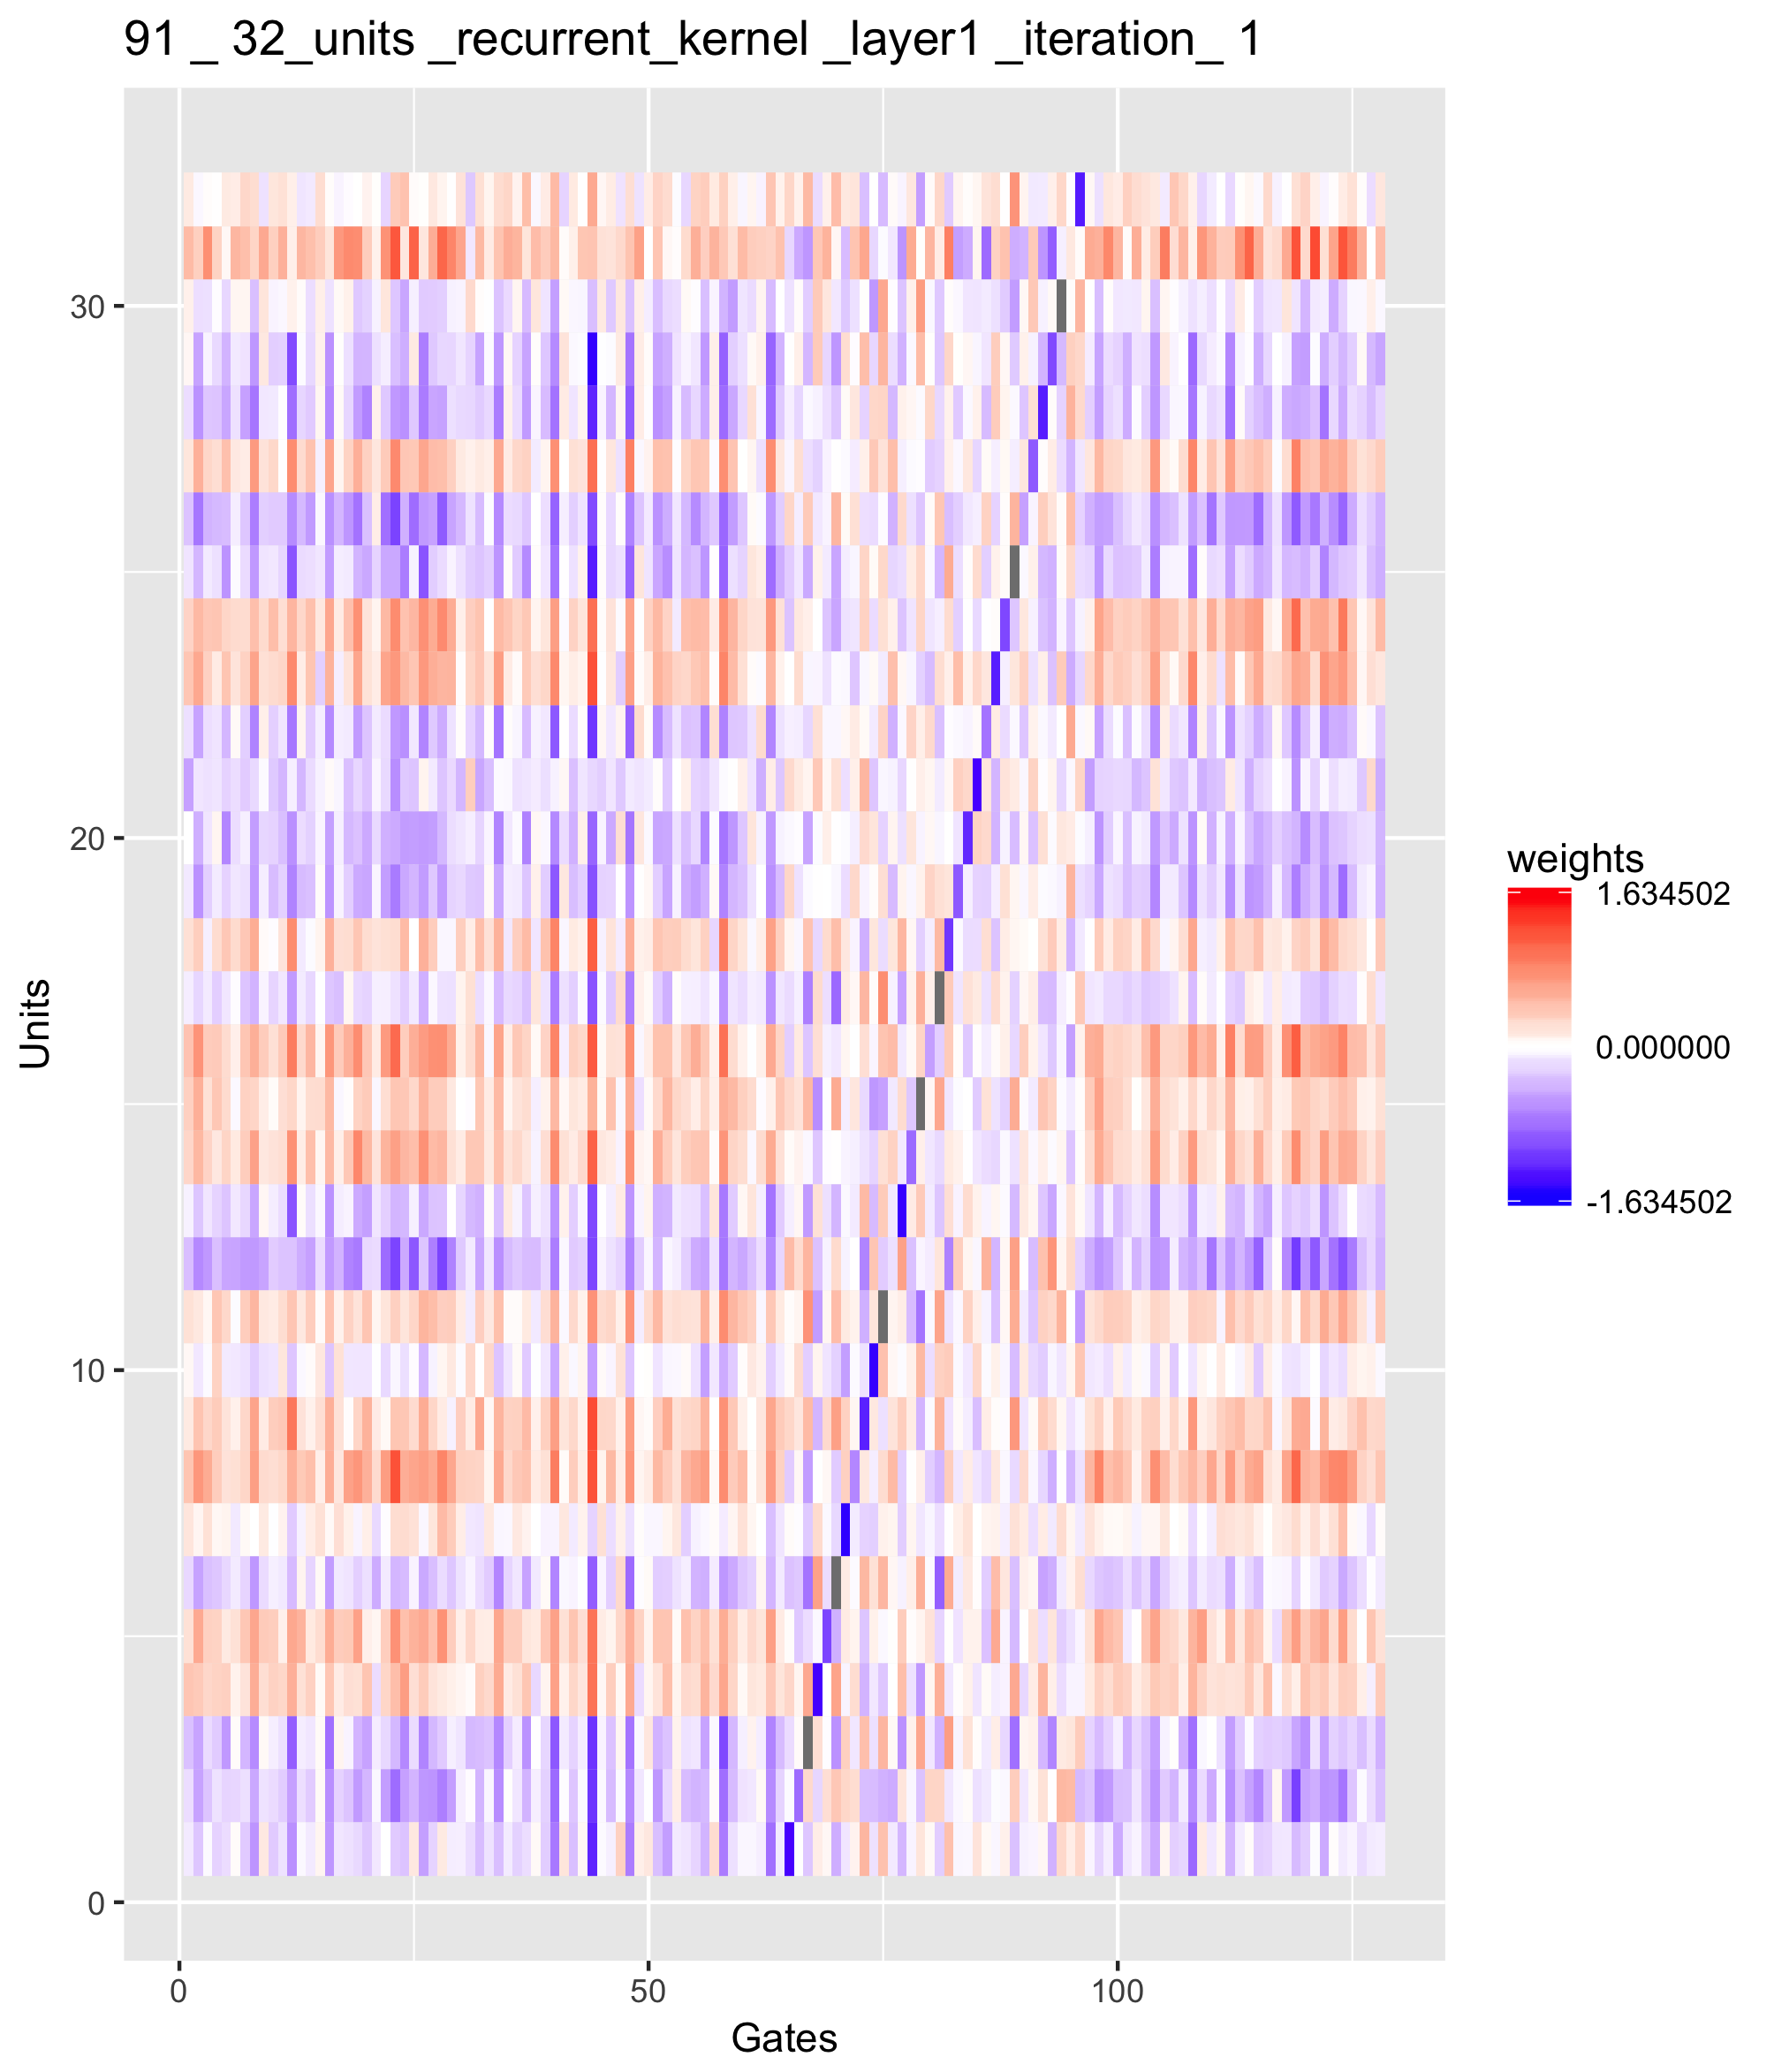 91 _ 32_units _recurrent_kernel _layer1 _iteration_ 1
Units
30
20
10
0
0 50 100
Gates
weights
1.634502
0.000000
-1.634502